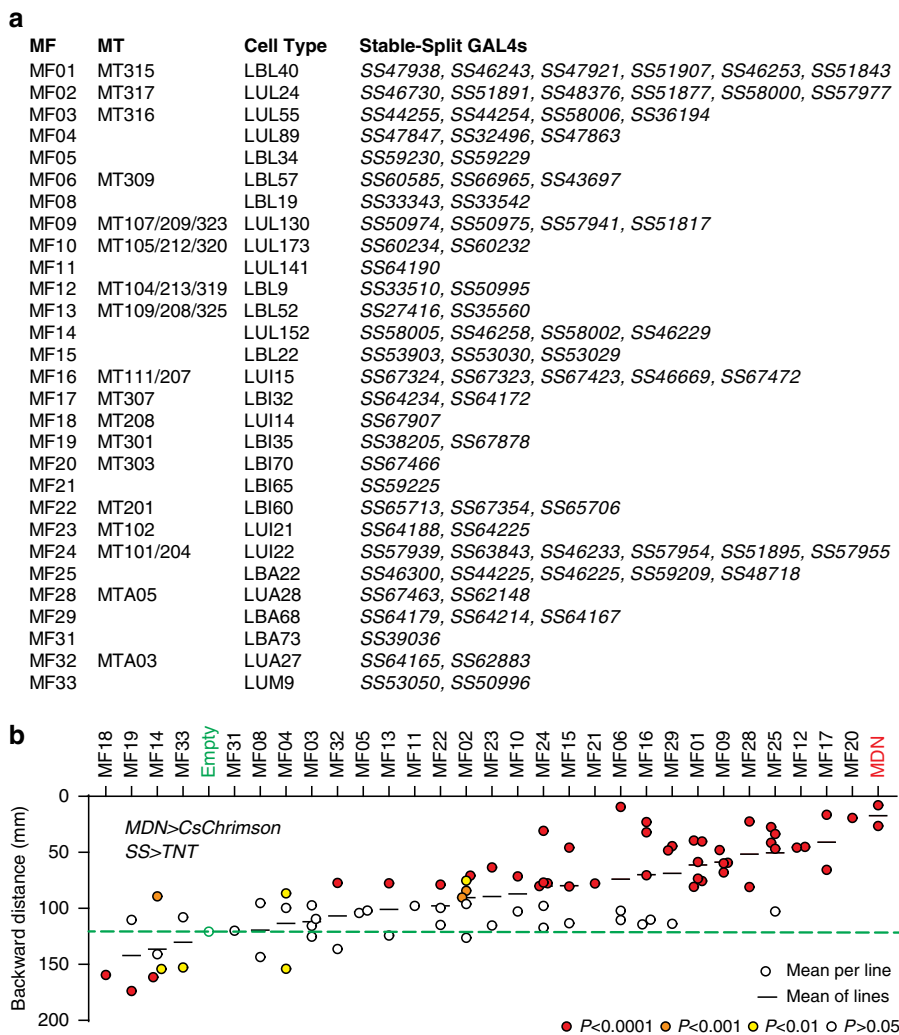 a
MF MT Cell Type Stable-Split GAL4s
MF01 MT315 LBL40 SS47938, SS46243, SS47921, SS51907, SS46253, SS51843
MF02 MT317 LUL24 SS46730, SS51891, SS48376, SS51877, SS58000, SS57977
MF03 MT316 LUL55 SS44255, SS44254, SS58006, SS36194
MF04 LUL89 SS47847, SS32496, SS47863
MF05 LBL34 SS59230, SS59229
MF06 MT309 LBL57 SS60585, SS66965, SS43697
MF08 LBL19 SS33343, SS33542
MF09 MT107/209/323 LUL130 SS50974, SS50975, SS57941, SS51817
MF10 MT105/212/320 LUL173 SS60234, SS60232
MF11 LUL141 SS64190
MF12 MT104/213/319 LBL9 SS33510, SS50995
MF13 MT109/208/325 LBL52 SS27416, SS35560
MF14 LUL152 SS58005, SS46258, SS58002, SS46229
MF15 LBL22 SS53903, SS53030, SS53029
MF16 MT111/207 LUI15 SS67324, SS67323, SS67423, SS46669, SS67472
MF17 MT307 LBI32 SS64234, SS64172
MF18 MT208 LUI14 SS67907
MF19 MT301 LBI35 SS38205, SS67878
MF20 MT303 LBI70 SS67466
MF21 LBI65 SS59225
MF22 MT201 LBI60 SS65713, SS67354, SS65706
MF23 MT102 LUI21 SS64188, SS64225
MF24 MT101/204 LUI22 SS57939, SS63843, SS46233, SS57954, SS51895, SS57955
MF25 LBA22 SS46300, SS44225, SS46225, SS59209, SS48718
MF28 MTA05 LUA28 SS67463, SS62148
MF29 LBA68 SS64179, SS64214, SS64167
MF31 LBA73 SS39036
MF32 MTA03 LUA27 SS64165, SS62883
MF33 LUM9 SS53050, SS50996
b
MF18 MF19 MF14 MF33 Empty MF31 MF08 MF04 MF03 MF32 MF05 MF13 MF11 MF22 MF02 MF23 MF10 MF24 MF15 MF21 MF06 MF16 MF29 MF01 MF09 MF28 MF25 MF12 MF17 MF20 MDN
Backward distance (mm)
0
50
100
150
200
MDN>CsChrimson
SS>TNT
Mean per line
Mean of lines
P<0.0001 P<0.001 P<0.01 P>0.05